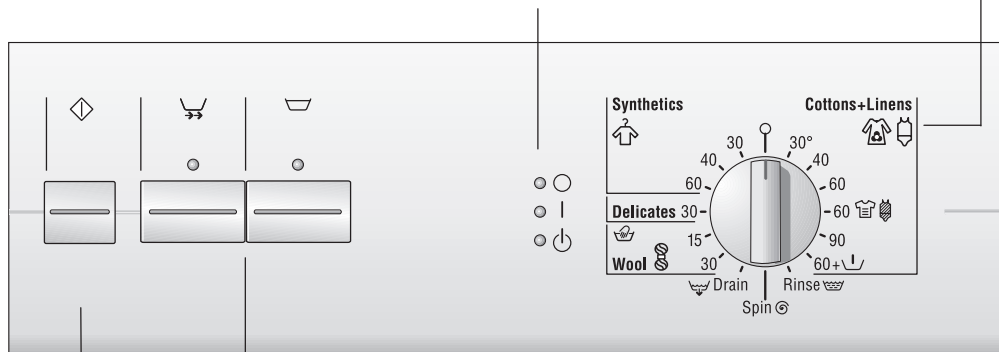 Synthetics Cottons+Linens
30 30°
40 40
60 60
Delicates 30 60
15 90
Wool 30 60+
Drain Rinse
Spin